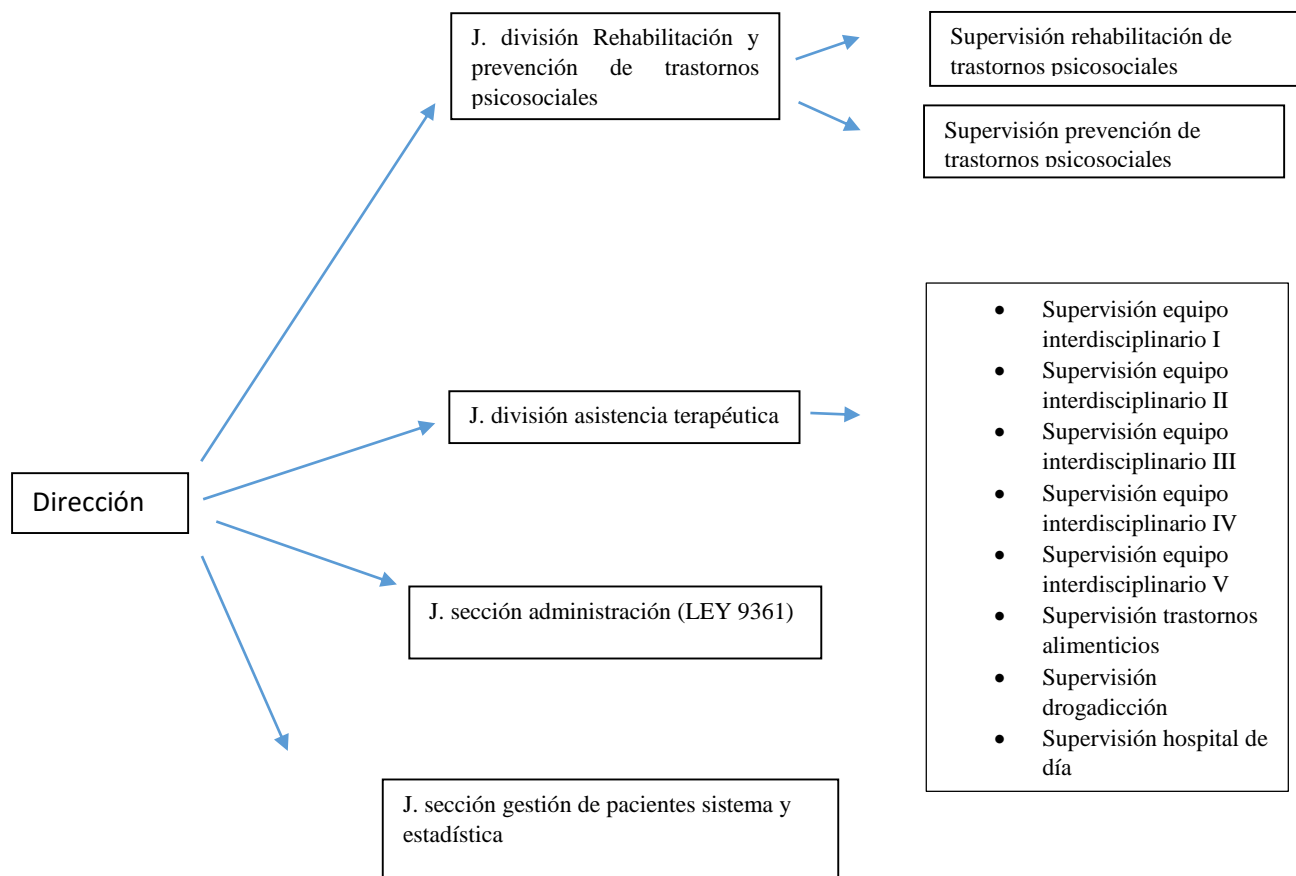 J. división Rehabilitación y
prevención de trastornos
psicosociales
Supervisión rehabilitación de
trastornos psicosociales
Supervisión prevención de
trastornos psicosociales
• Supervisión equipo
interdisciplinario I
• Supervisión equipo
interdisciplinario II
• Supervisión equipo
interdisciplinario III
• Supervisión equipo
interdisciplinario IV
• Supervisión equipo
interdisciplinario V
• Supervisión trastornos
alimenticios
• Supervisión
drogadicción
• Supervisión hospital de
día
J. división asistencia terapéutica
Dirección
J. sección administración (LEY 9361)
J. sección gestión de pacientes sistema y
estadística